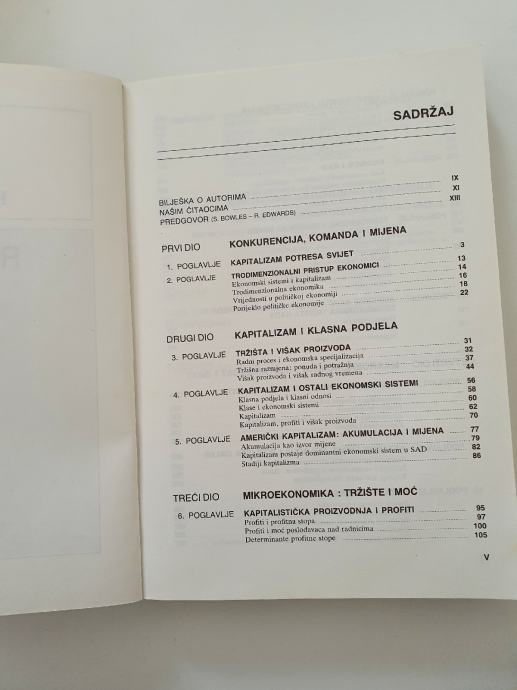 SADRŽAJ
BILJEŠKA O AUTORIMA IX
NAŠIM ČITAOCIMA XI
PREDGOVOR (S. BOWLES – R. EDWARDS) XIII
PRVI DIO KONKURENCIJA, KOMANDA I MIJENA
1. POGLAVLJE KAPITALIZAM POTRESA SVIJET 3
2. POGLAVLJE TRODIMENZIONALNI PRISTUP EKONOMICI 13
Ekonomski sistemi i kapitalizam 14
Trodimenzionalna ekonomika 16
Vrijednosti u političkoj ekonomiji 18
Porijeklo političke ekonomije 22
DRUGI DIO KAPITALIZAM I KLASNA PODJELA
3. POGLAVLJE TRŽIŠTA I VIŠAK PROIZVODA 31
Radni proces i ekonomska specijalizacija 32
Tržišna razmjena: ponuda i potražnja 37
Višak proizvoda i višak radnog vremena 44
4. POGLAVLJE KAPITALIZAM I OSTALI EKONOMSKI SISTEMI 56
Klasna podjela i klasni odnosi 58
Klase i ekonomski sistemi 60
Kapitalizam 62
Kapitalizam, profiti i višak proizvoda 70
5. POGLAVLJE AMERIČKI KAPITALIZAM: AKUMULACIJA I MIJENA 77
Akumulacija kao izvor mijene 79
Kapitalizam postaje dominantni ekonomski sistem u SAD 82
Stadiji kapitalizma 86
TREĆI DIO MIKROEKONOMIKA : TRŽIŠTE I MOĆ
6. POGLAVLJE KAPITALISTIČKA PROIZVODNJA I PROFITI 95
Profiti i profitna stopa 97
Profiti i moć poslodavaca nad radnicima 100
Determinante profitne stope 105
V